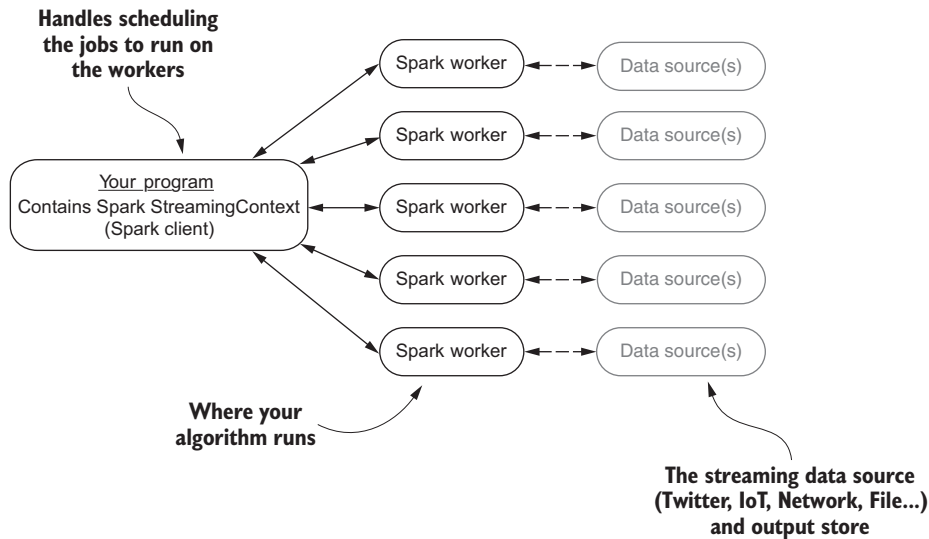 Handles scheduling
the jobs to run on
the workers
Your program
Contains Spark StreamingContext
(Spark client)
Spark worker
Data source(s)
Spark worker
Data source(s)
Spark worker
Data source(s)
Spark worker
Data source(s)
Spark worker
Data source(s)
Where your
algorithm runs
The streaming data source
(Twitter, IoT, Network, File...)
and output store